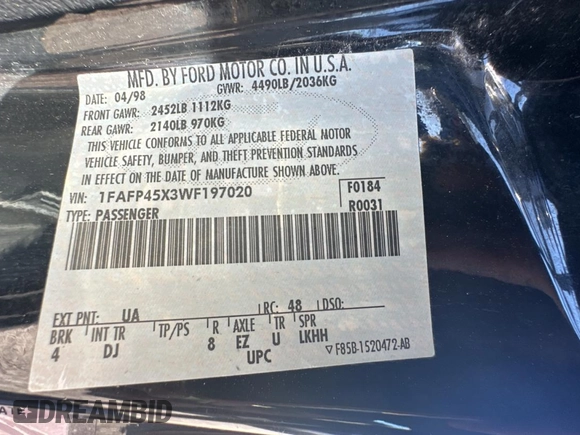 MFD. BY FORD MOTOR CO. IN U.S.A.
DATE: 04/98 GVWR: 4490LB/2036KG
FRONT GAWR: 2452LB 1112KG
REAR GAWR: 2140LB 970KG
THIS VEHICLE CONFORMS TO ALL APPLICABLE FEDERAL MOTOR
VEHICLE SAFETY, BUMPER, AND THEFT PREVENTION STANDARDS
IN EFFECT ON THE DATE OF MANUFACTURE SHOWN ABOVE.
VIN: 1FAFP45X3WF197020 F0184
TYPE: PASSENGER R0031
EXT PNT: UA RC: 48 DSO:
BRK INT TR TP/PS R AXLE TR SPR
4 DJ 8 EZ U LKHH
UPC ▽F85B-1520472-AB
DREAMBID